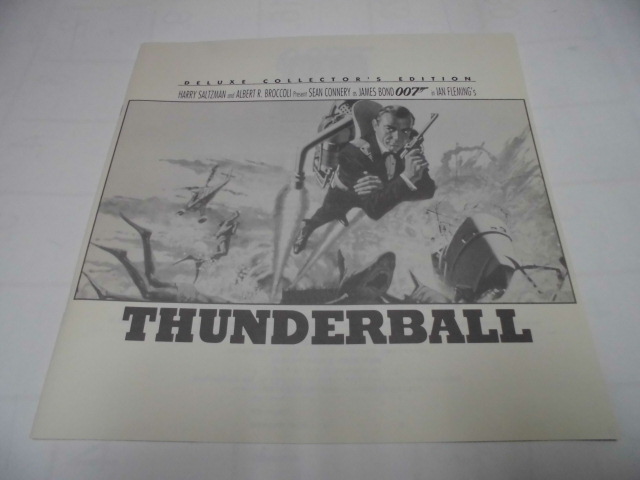 DELUXE COLLECTOR'S EDITION
HARRY SALTZMAN and ALBERT R. BROCCOLI Present SEAN CONNERY as JAMES BOND 007 in IAN FLEMING's
THUNDERBALL